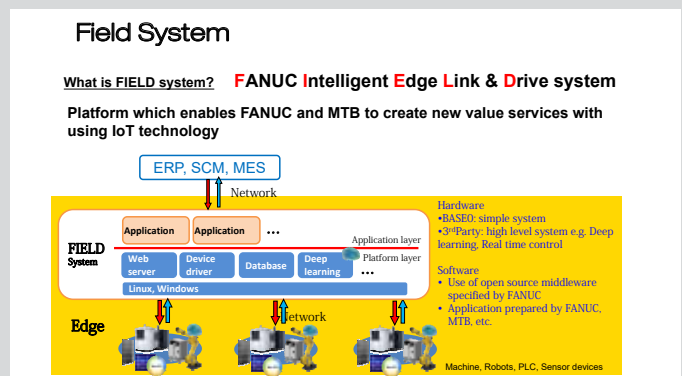 Field System
What is FIELD system? FANUC Intelligent Edge Link & Drive system
Platform which enables FANUC and MTB to create new value services with
using IoT technology
ERP, SCM, MES
Network
Application
Application
...
Application layer
FIELD
System
Web
server
Device
driver
Database
Deep
learning
Platform layer
...
Linux, Windows
Edge
Network
Hardware
•BASE0: simple system
•3rdParty: high level system e.g. Deep
learning, Real time control
Software
• Use of open source middleware
specified by FANUC
• Application prepared by FANUC,
MTB, etc.
Machine, Robots, PLC, Sensor devices